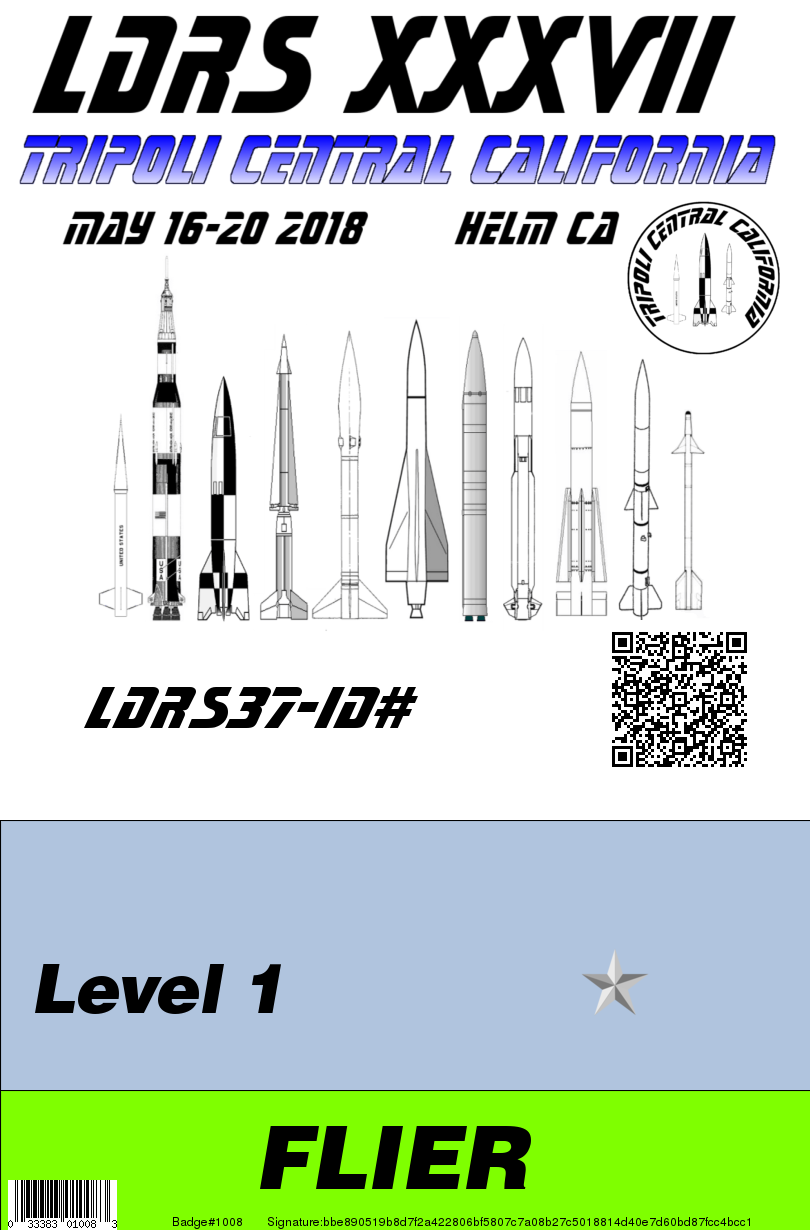 LDRS XXXVII
TRIPOLI CENTRAL CALIFORNIA
MAY 16-20 2018 HELM CA
TRIPOLI CENTRAL CALIFORNIA
UNITED STATES
USA
USA
LDRS37-ID#
Level 1
FLIER
0 33383 01008 3
Badge#1008 Signature:bbe890519b8d7f2a422806bf5807c7a08b27c5018814d40e7d60bd87fcc4bcc1